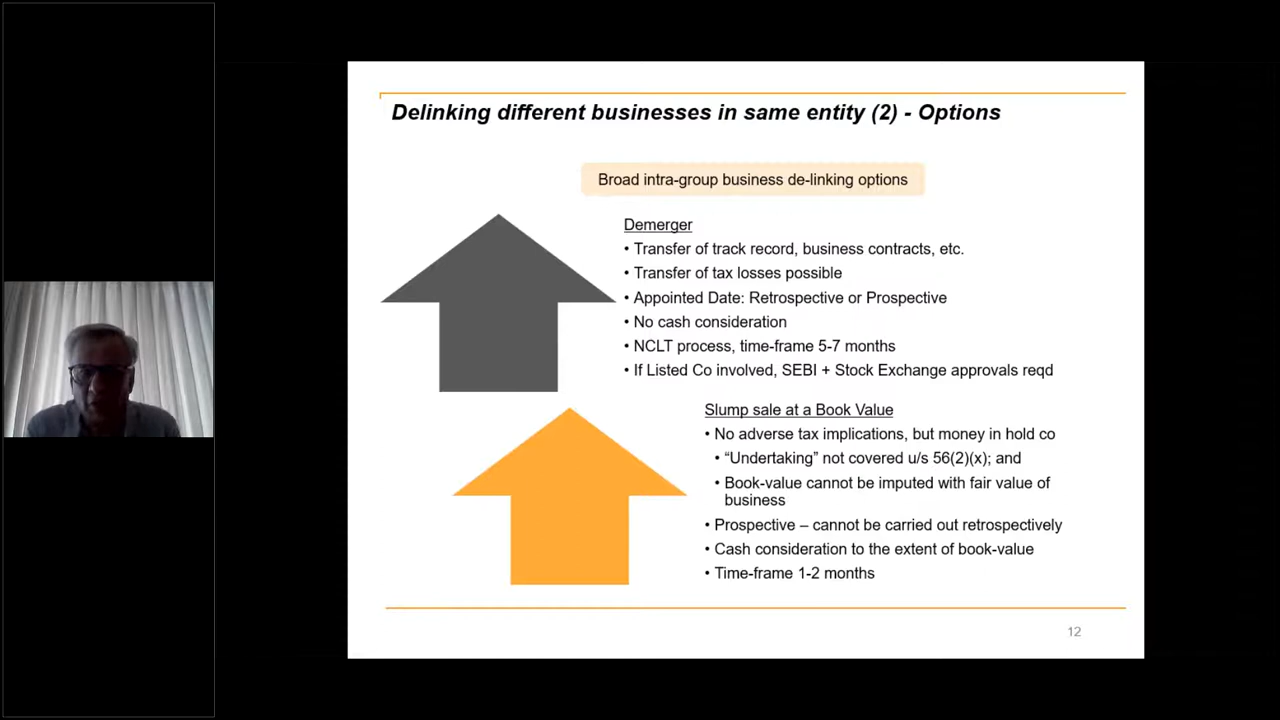 Delinking different businesses in same entity (2) - Options
Broad intra-group business de-linking options
Demerger
• Transfer of track record, business contracts, etc.
• Transfer of tax losses possible
• Appointed Date: Retrospective or Prospective
• No cash consideration
• NCLT process, time-frame 5-7 months
• If Listed Co involved, SEBI + Stock Exchange approvals reqd
Slump sale at a Book Value
• No adverse tax implications, but money in hold co
• “Undertaking” not covered u/s 56(2)(x); and
• Book-value cannot be imputed with fair value of
business
• Prospective – cannot be carried out retrospectively
• Cash consideration to the extent of book-value
• Time-frame 1-2 months
12